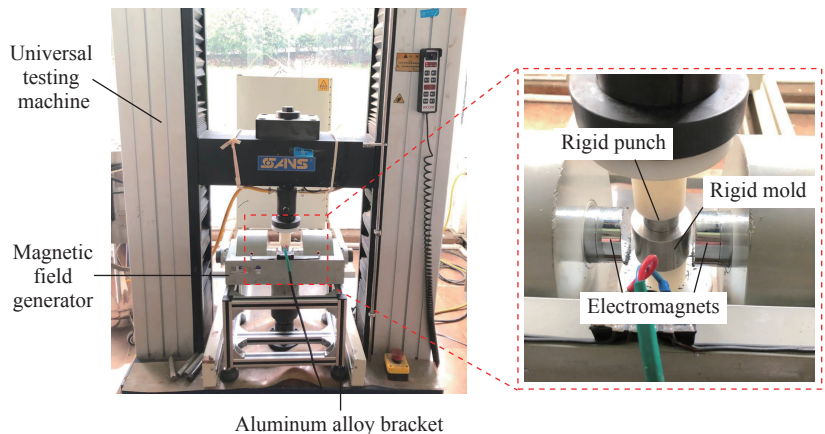 Universal
testing
machine
SANS
Magnetic
field
generator
Aluminum alloy bracket
Rigid punch
Rigid mold
Electromagnets